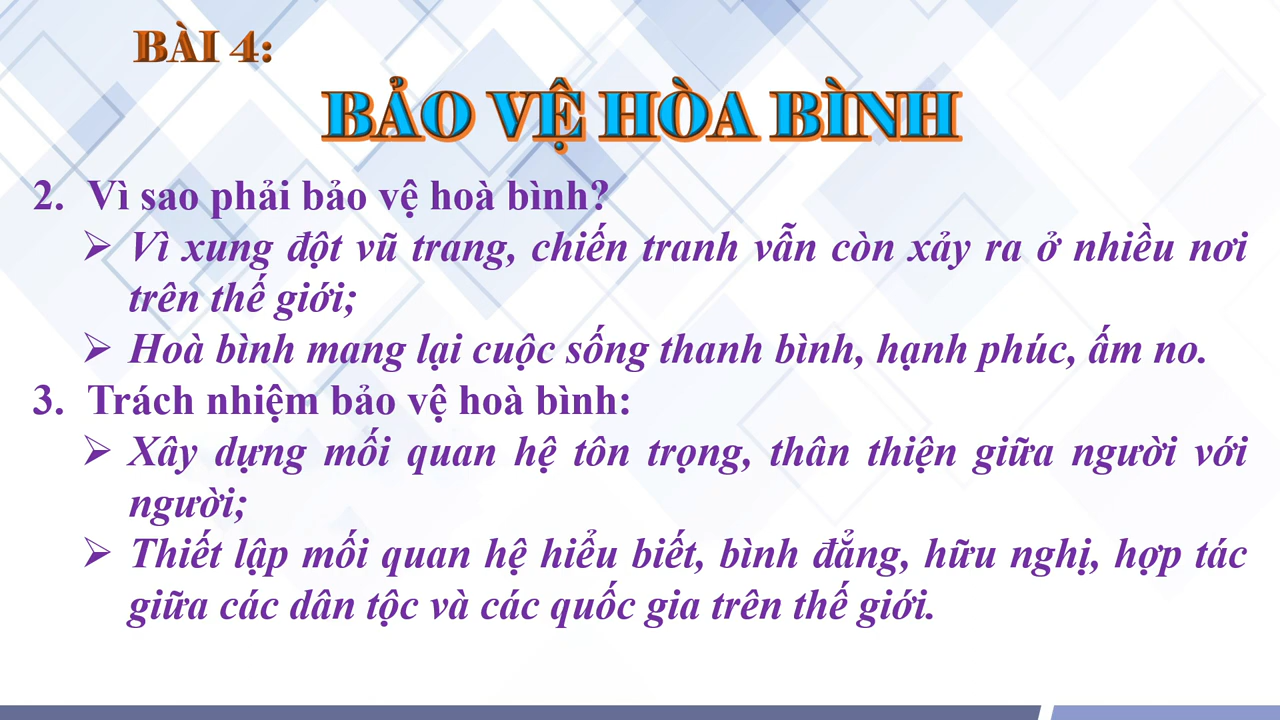 BÀI 4:
BẢO VỆ HÒA BÌNH
2. Vì sao phải bảo vệ hoà bình?
➢ Vì xung đột vũ trang, chiến tranh vẫn còn xảy ra ở nhiều nơi
trên thế giới;
➢ Hoà bình mang lại cuộc sống thanh bình, hạnh phúc, ấm no.
3. Trách nhiệm bảo vệ hoà bình:
➢ Xây dựng mối quan hệ tôn trọng, thân thiện giữa người với
người;
➢ Thiết lập mối quan hệ hiểu biết, bình đẳng, hữu nghị, hợp tác
giữa các dân tộc và các quốc gia trên thế giới.